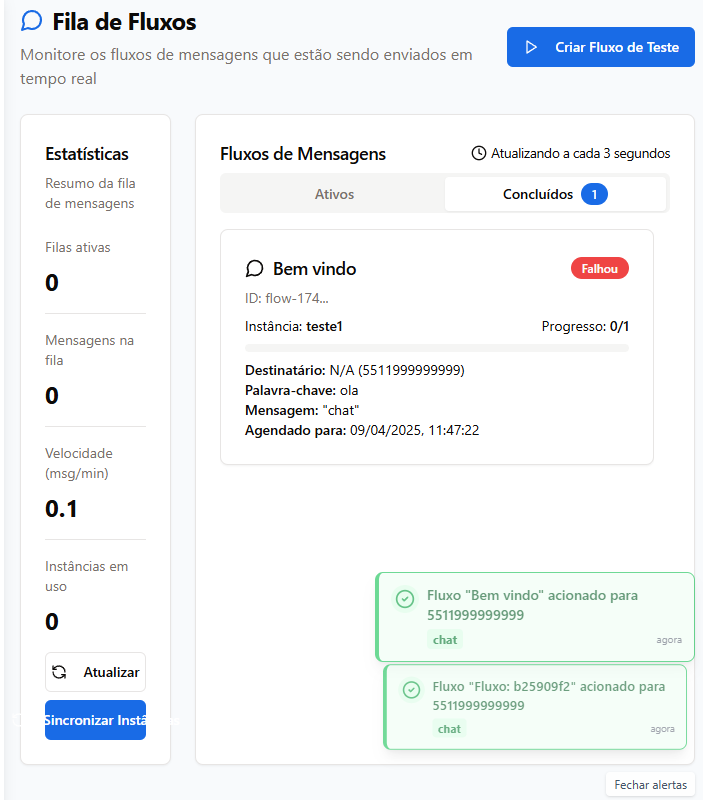 Fila de Fluxos
Monitore os fluxos de mensagens que estão sendo enviados em
tempo real
Criar Fluxo de Teste
Estatísticas
Resumo da fila
de mensagens
Filas ativas
0
Mensagens na
fila
0
Velocidade
(msg/min)
0.1
Instâncias em
uso
0
Atualizar
Sincronizar Instâ
Fluxos de Mensagens
Atualizando a cada 3 segundos
Ativos
Concluídos 1
Bem vindo
Falhou
ID: flow-174...
Instância: teste1
Progresso: 0/1
Destinatário: N/A (5511999999999)
Palavra-chave: ola
Mensagem: "chat"
Agendado para: 09/04/2025, 11:47:22
Fluxo "Bem vindo" acionado para
5511999999999
chat
agora
Fluxo "Fluxo: b25909f2" acionado para
5511999999999
chat
agora
Fechar alertas